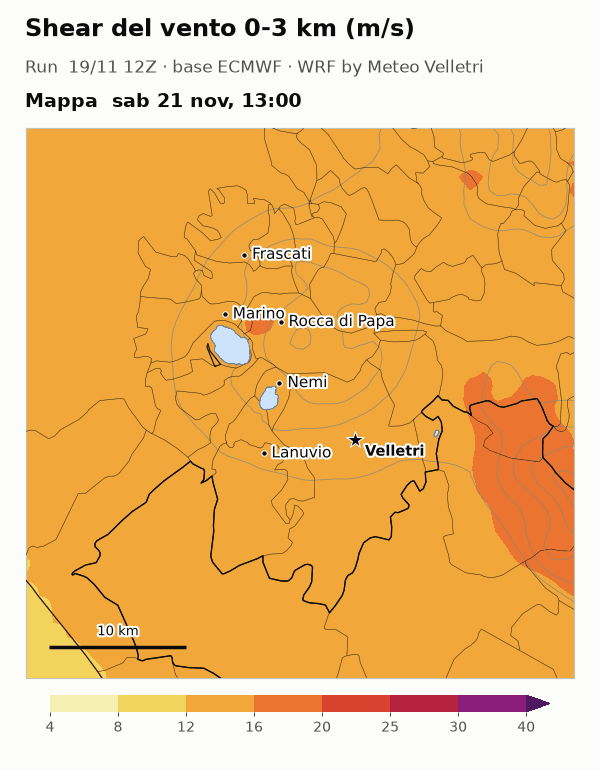 Shear del vento 0-3 km (m/s)
Run 19/11 12Z · base ECMWF · WRF by Meteo Velletri
Mappa sab 21 nov, 13:00
Frascati
Marino
Rocca di Papa
Nemi
Velletri
Lanuvio
10 km
4 8 12 16 20 25 30 40